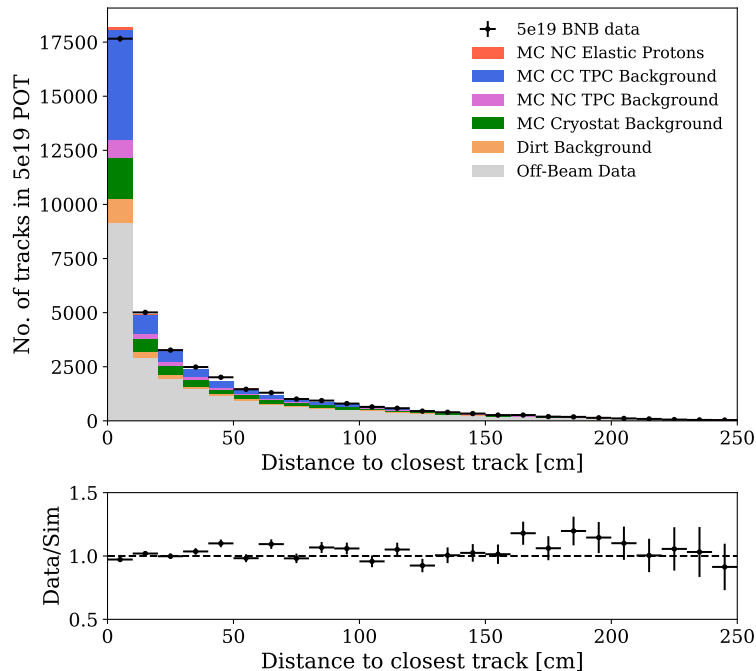 No. of tracks in 5e19 POT
17500
15000
12500
10000
7500
5000
2500
0
5e19 BNB data
MC NC Elastic Protons
MC CC TPC Background
MC NC TPC Background
MC Cryostat Background
Dirt Background
Off-Beam Data
0 50 100 150 200 250
Distance to closest track [cm]
Data/Sim
1.5
1.0
0.5
0 50 100 150 200 250
Distance to closest track [cm]